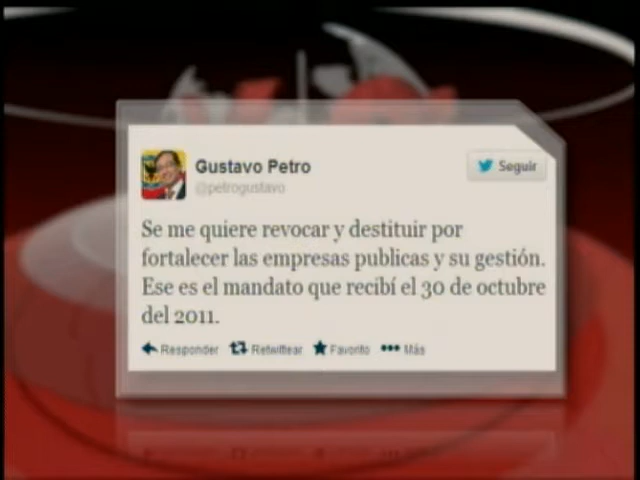 Gustavo Petro
@petrogustavo
Seguir
Se me quiere revocar y destituir por
fortalecer las empresas publicas y su gestión.
Ese es el mandato que recibí el 30 de octubre
del 2011.
Responder Retwittear Favorito Más